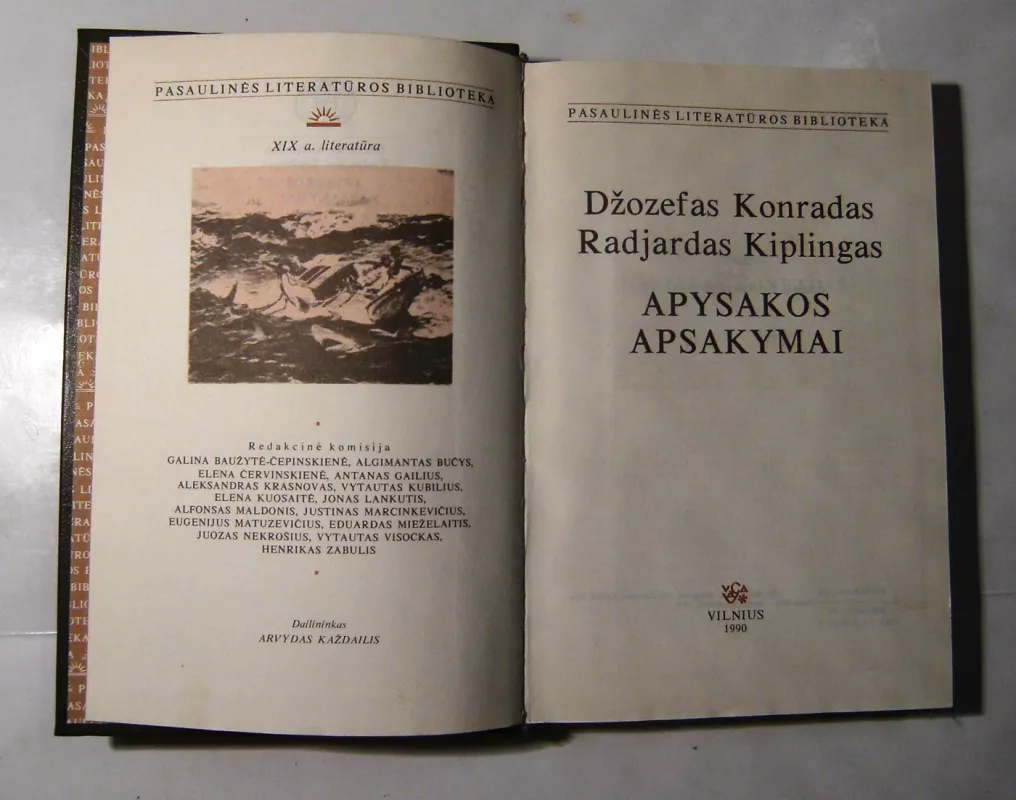 PASAULINĖS LITERATŪROS BIBLIOTEKA
XIX a. literatūra
*
Redakcinė komisija
GALINA BAUŽYTĖ-ČEPINSKIENĖ, ALGIMANTAS BUČYS,
ELENA ČERVINSKIENĖ, ANTANAS GAILIUS,
ALEKSANDRAS KRASNOVAS, VYTAUTAS KUBILIUS,
ELENA KUOSAITĖ, JONAS LANKUTIS,
ALFONSAS MALDONIS, JUSTINAS MARCINKEVIČIUS,
EUGENIJUS MATUZEVIČIUS, EDUARDAS MIEŽELAITIS,
JUOZAS NEKROŠIUS, VYTAUTAS VISOCKAS,
HENRIKAS ZABULIS
*
Dailininkas
ARVYDAS KAŽDAILIS
PASAULINĖS LITERATŪROS BIBLIOTEKA
Džozefas Konradas
Radjardas Kiplingas
APYSAKOS
APSAKYMAI
VILNIUS
1990